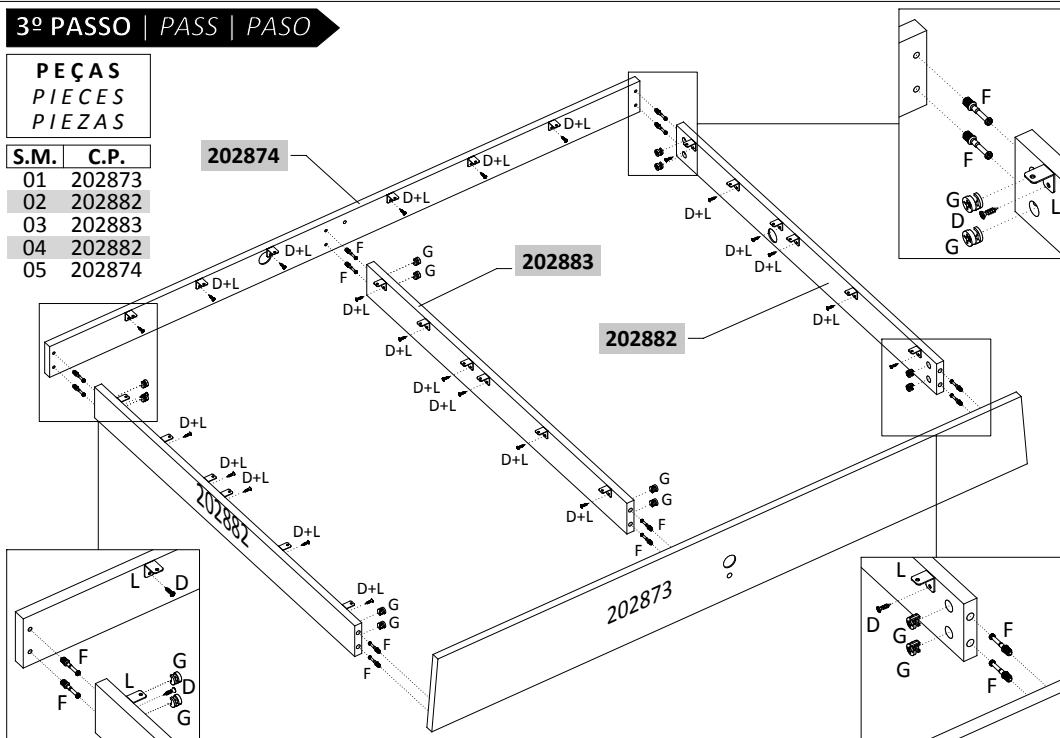 3º PASSO | PASS | PASO
PEÇAS
PIECES
PIEZAS
S.M. C.P.
01 202873
02 202882
03 202883
04 202882
05 202874
202874
D+L
D+L
D+L
D+L
D+L
F
F
G
G
202883
D+L
D+L
D+L
D+L
D+L
D+L
G
G
F
F
202882
D+L
D+L
D+L
D+L
D+L
D+L
D+L
D+L
D+L
202882
G
G
F
F
202873
F
F
G
D
G
L
L
D
F
F
L
G
D
G
L
D
G
G
F
F